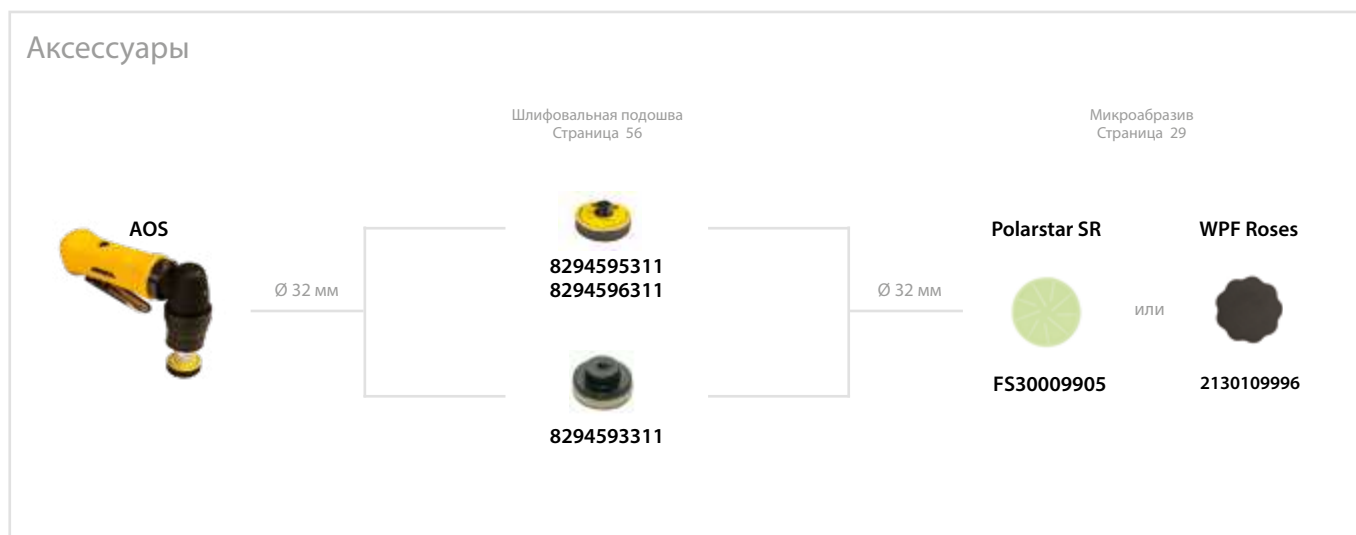 Аксессуары
Шлифовальная подошва
Страница 56
Микроабразив
Страница 29
AOS
Ø 32 мм
8294595311
8294596311
8294593311
Ø 32 мм
Polarstar SR
FS30009905
или
WPF Roses
2130109996